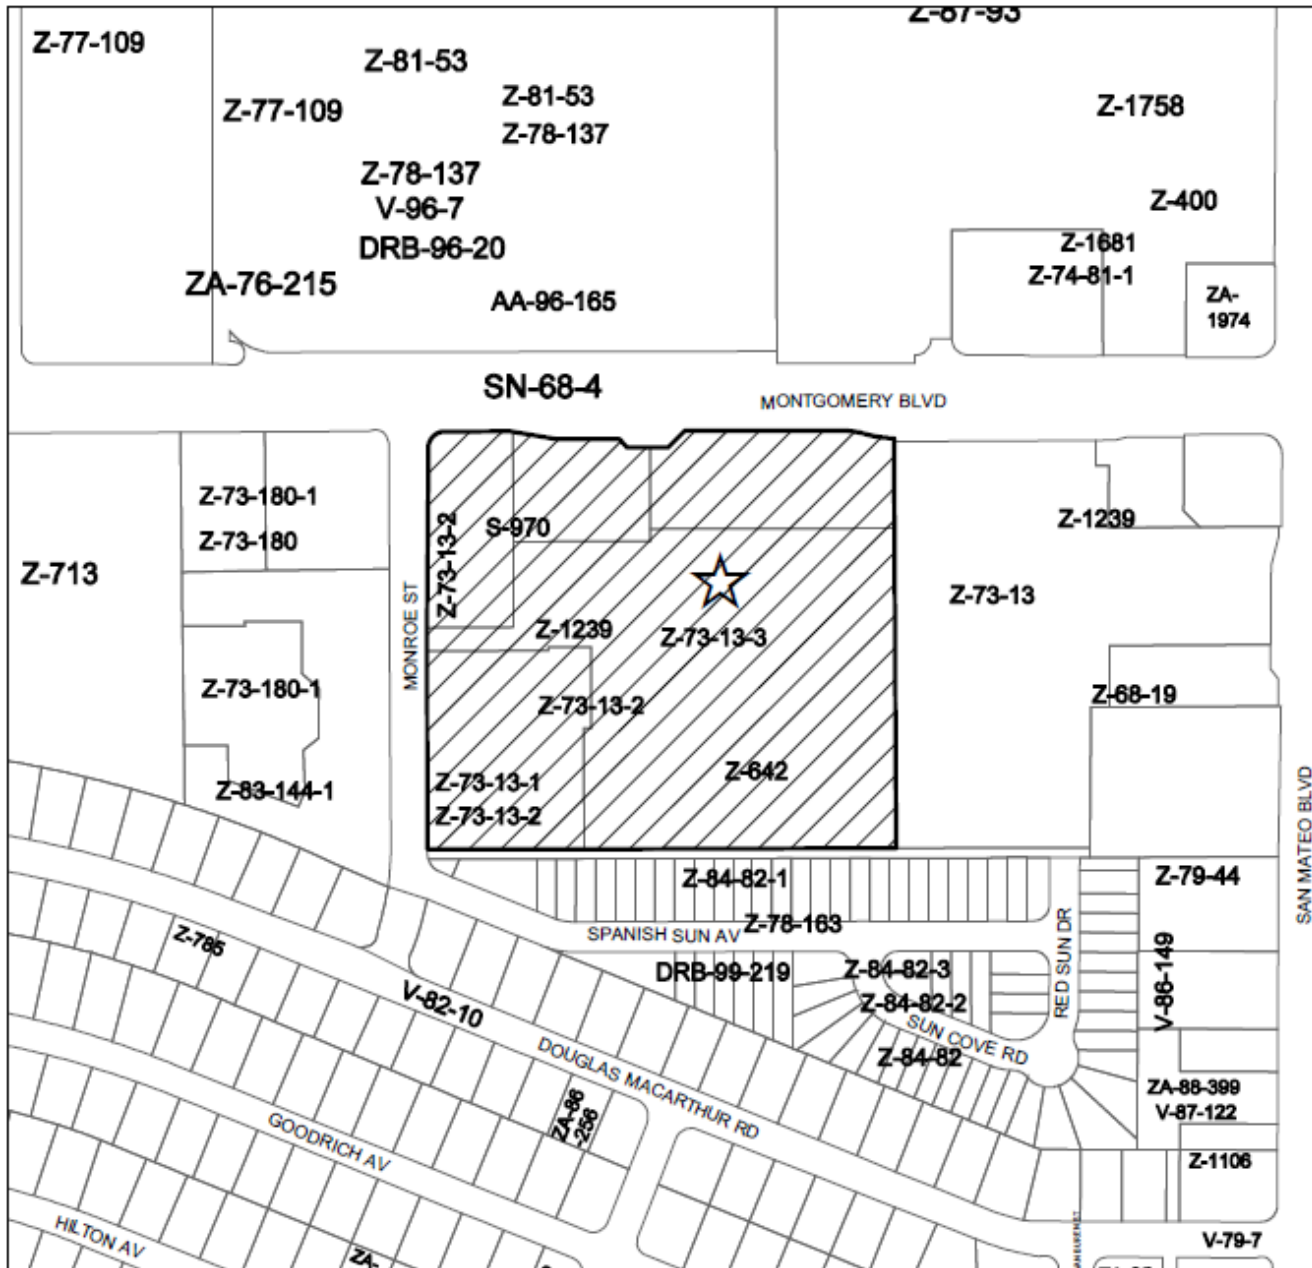 Z-87-93
Z-77-109
Z-81-53
Z-81-53
Z-77-109
Z-1758
Z-78-137
Z-78-137
V-96-7
Z-400
DRB-96-20
Z-1681
Z-74-81-1
ZA-76-215
AA-96-165
ZA-
1974
SN-68-4
MONTGOMERY BLVD
Z-73-180-1
Z-73-180
Z-713
MONROE ST
Z-73-13-2
S-970
Z-1239
Z-73-13
Z-1239
Z-73-13-3
Z-73-180-1
Z-73-13-2
Z-68-19
Z-642
Z-83-144-1
Z-73-13-1
Z-73-13-2
SAN MATEO BLVD
Z-84-82-1
Z-79-44
Z-78-163
SPANISH SUN AV
RED SUN DR
Z-785
DRB-99-219
Z-84-82-3
V-86-149
Z-84-82-2
V-82-10
SUN COVE RD
Z-84-82
DOUGLAS MACARTHUR RD
ZA-88-399
V-87-122
ZA-86
-256
GOODRICH AV
Z-1106
HILTON AV
V-79-7
ZA-